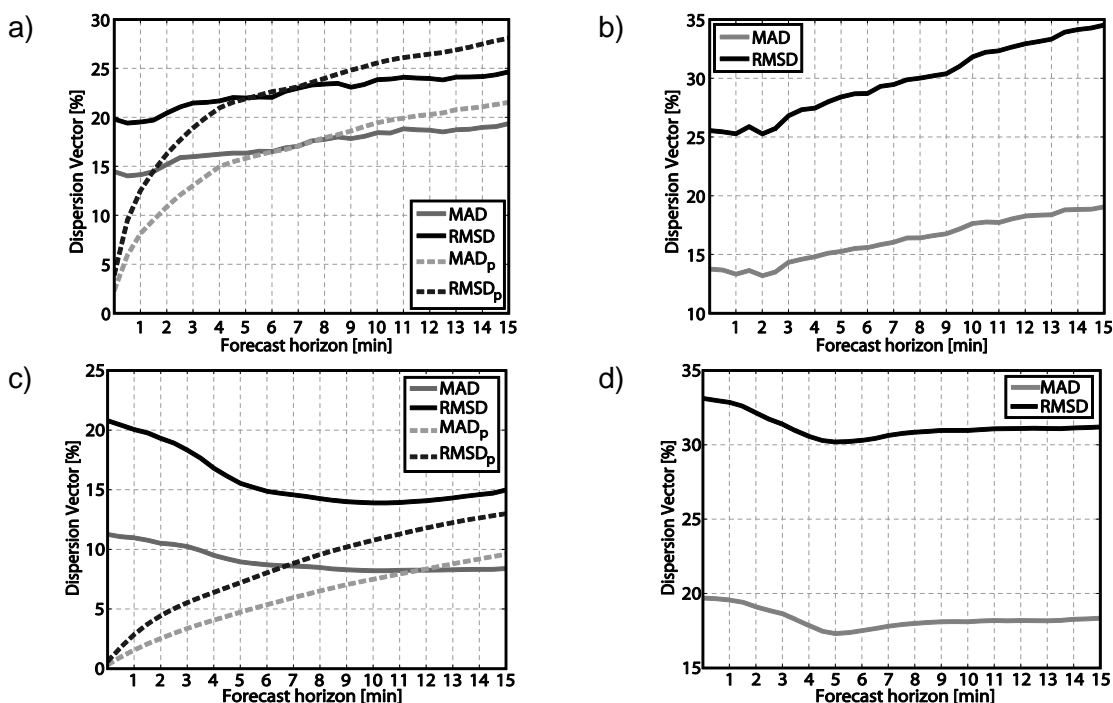 a)
Dispersion Vector [%]
30
25
20
15
10
5
0
MAD
RMSD
MADp
RMSDp
1 2 3 4 5 6 7 8 9 10 11 12 13 14 15
Forecast horizon [min]
b)
Dispersion Vector [%]
35
30
25
20
15
10
MAD
RMSD
1 2 3 4 5 6 7 8 9 10 11 12 13 14 15
Forecast horizon [min]
c)
Dispersion Vector [%]
25
20
15
10
5
0
MAD
RMSD
MADp
RMSDp
1 2 3 4 5 6 7 8 9 10 11 12 13 14 15
Forecast horizon [min]
d)
Dispersion Vector [%]
35
30
25
20
15
MAD
RMSD
1 2 3 4 5 6 7 8 9 10 11 12 13 14 15
Forecast horizon [min]